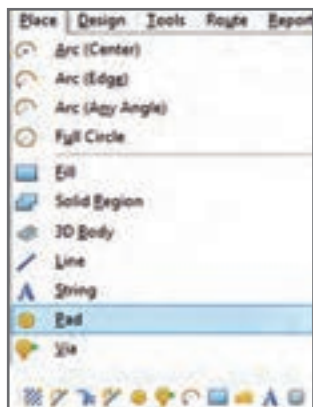 Place Design Tools Route Report
Arc (Center)
Arc (Edge)
Arc (Any Angle)
Full Circle
Fill
Solid Region
3D Body
Line
String
Pad
Via